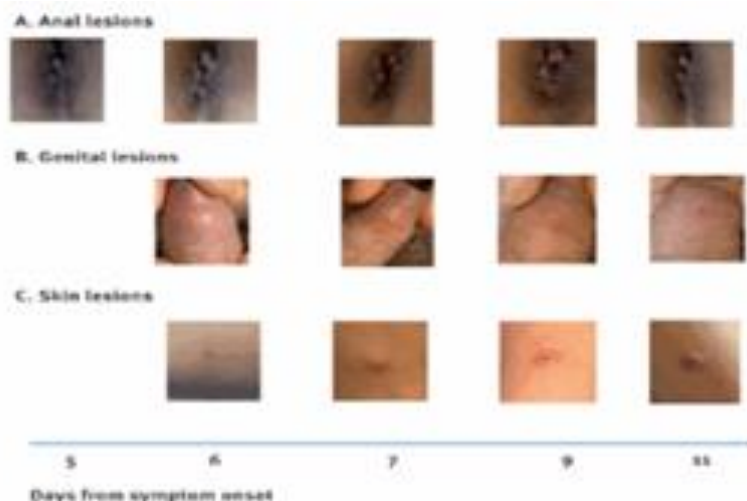 A. Anal lesions
B. Genital lesions
C. Skin lesions
5 6 7 9 11
Days from symptom onset